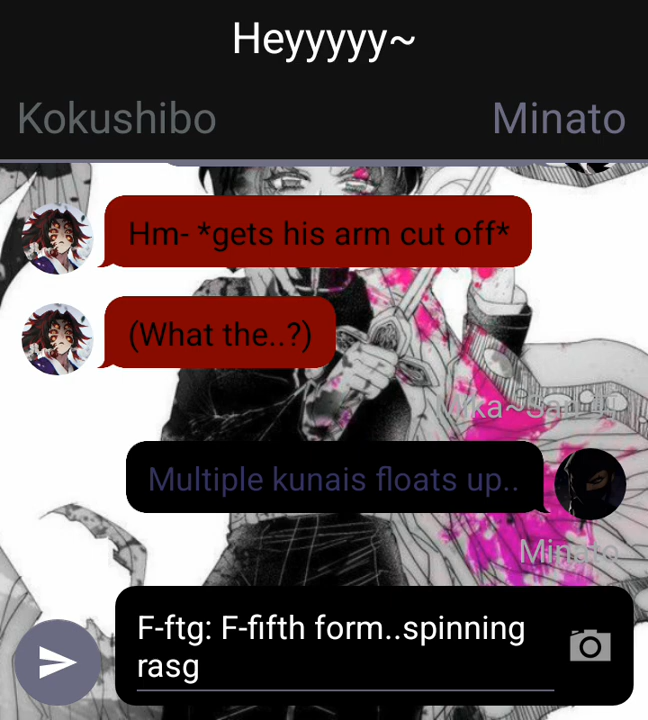 Heyyyyy~
Kokushibo
Minato
Hm- *gets his arm cut off*
(What the..?)
Multiple kunais floats up..
Minato
F-ftg: F-fifth form..spinning
rasg